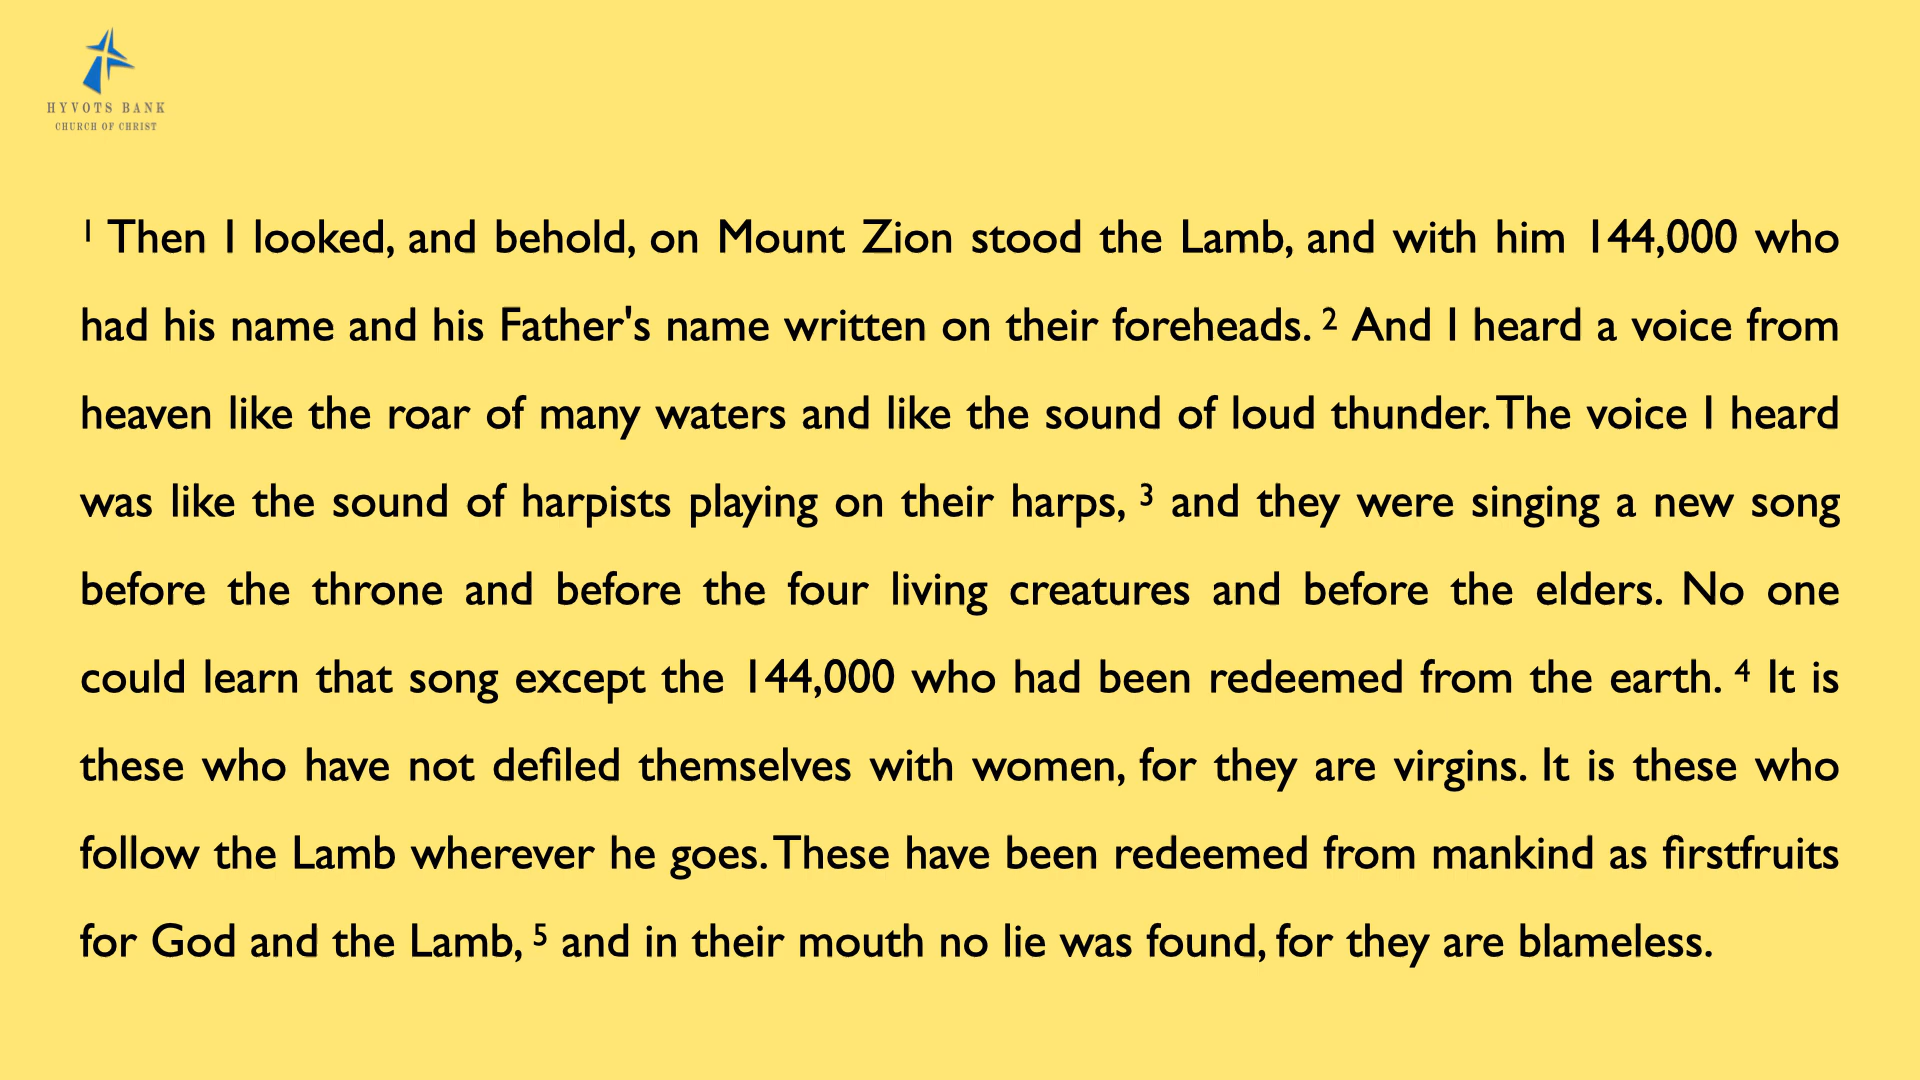 HYVOTS BANK
CHURCH OF CHRIST
1 Then I looked, and behold, on Mount Zion stood the Lamb, and with him 144,000 who
had his name and his Father's name written on their foreheads. 2 And I heard a voice from
heaven like the roar of many waters and like the sound of loud thunder. The voice I heard
was like the sound of harpists playing on their harps, 3 and they were singing a new song
before the throne and before the four living creatures and before the elders. No one
could learn that song except the 144,000 who had been redeemed from the earth. 4 It is
these who have not defiled themselves with women, for they are virgins. It is these who
follow the Lamb wherever he goes. These have been redeemed from mankind as firstfruits
for God and the Lamb, 5 and in their mouth no lie was found, for they are blameless.